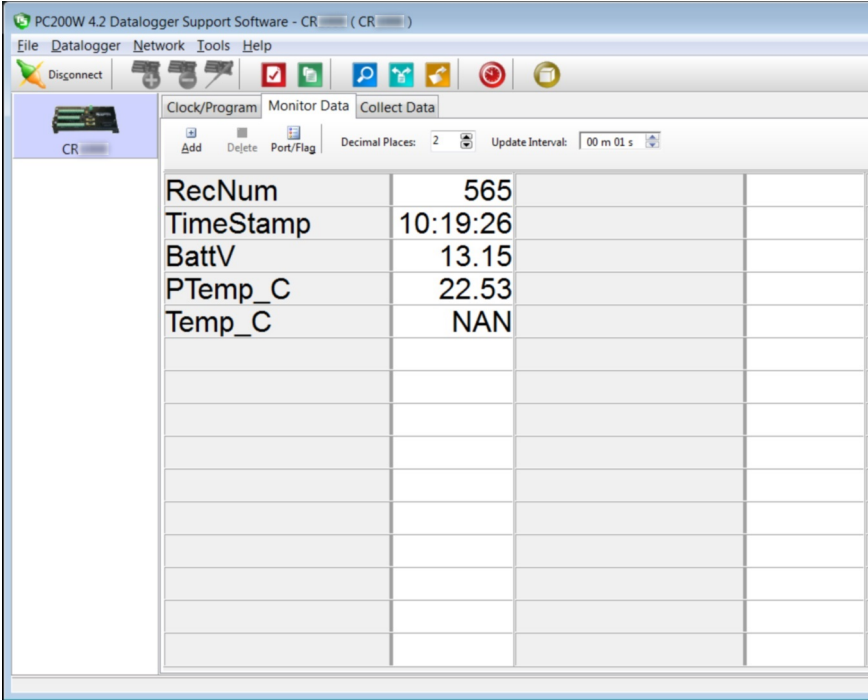 PC200W 4.2 Datalogger Support Software - CR ( CR )
File Datalogger Network Tools Help
Disconnect
CR
Clock/Program Monitor Data Collect Data
Add Delete Port/Flag Decimal Places: 2 Update Interval: 00 m 01 s
RecNum 565
TimeStamp 10:19:26
BattV 13.15
PTemp_C 22.53
Temp_C NAN